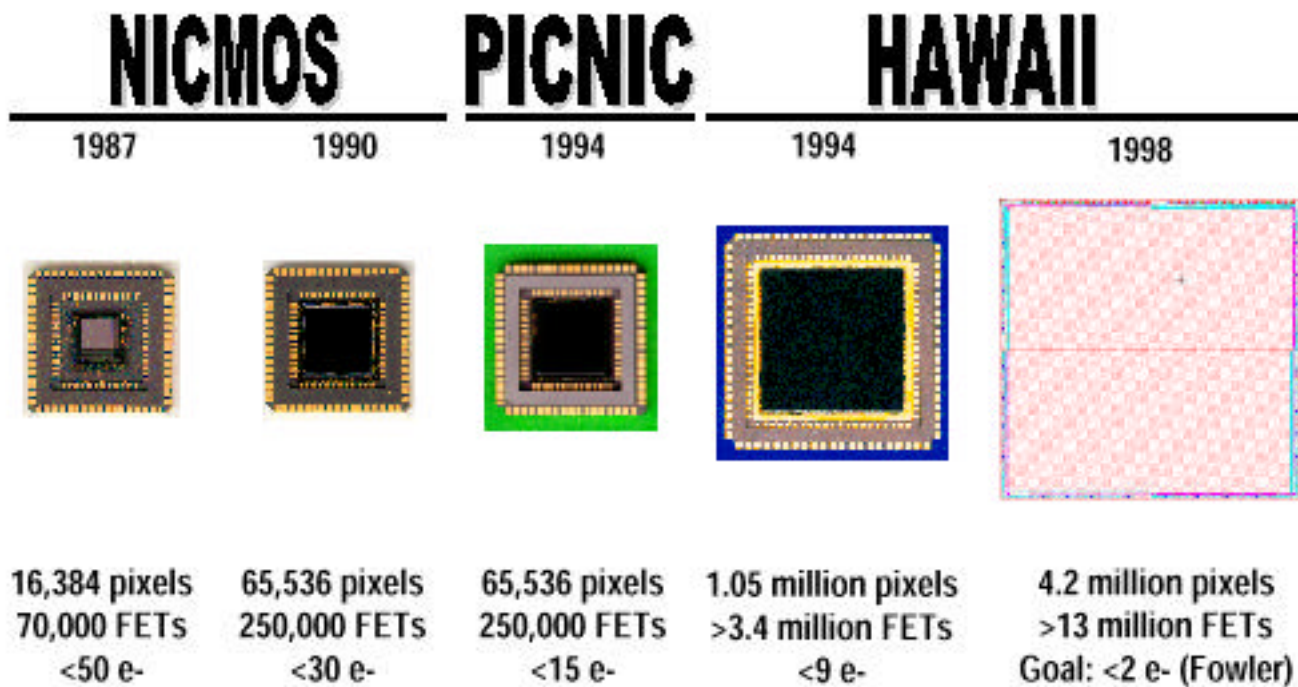 NICMOS PICNIC HAWAII
1987 1990 1994 1994 1998
16,384 pixels 65,536 pixels 65,536 pixels 1.05 million pixels 4.2 million pixels
70,000 FETs 250,000 FETs 250,000 FETs >3.4 million FETs >13 million FETs
<50 e- <30 e- <15 e- <9 e- Goal: <2 e- (Fowler)